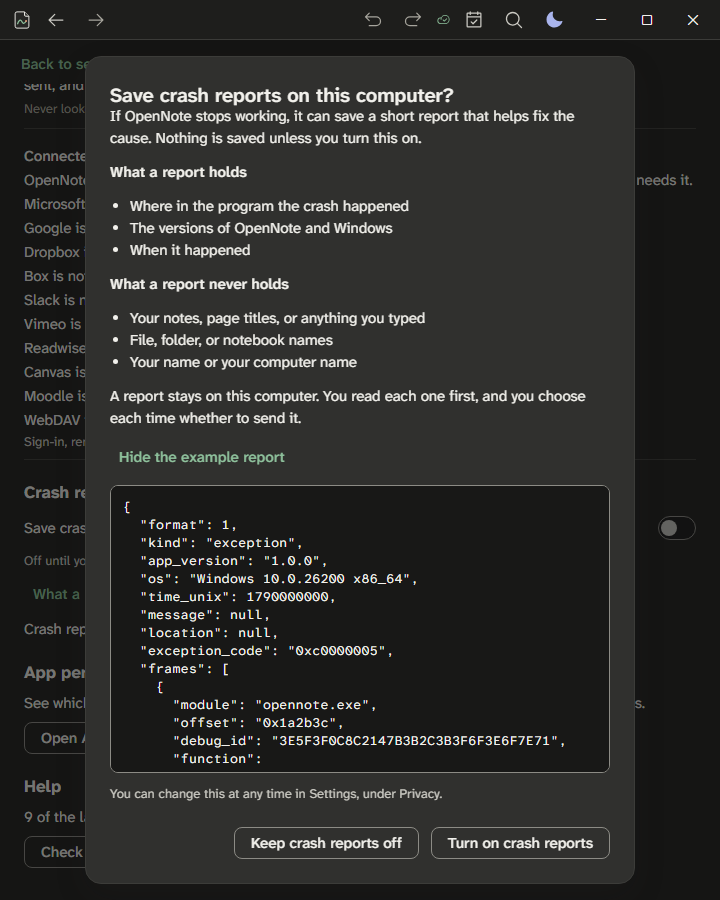 Back to se
Save crash reports on this computer?
sent, and
If OpenNote stops working, it can save a short report that helps fix the
Never look
cause. Nothing is saved unless you turn this on.
Connecte
What a report holds
OpenNote
needs it.
Microsoft
• Where in the program the crash happened
Google is
• The versions of OpenNote and Windows
Dropbox
• When it happened
Box is no
What a report never holds
Slack is n
Vimeo is
• Your notes, page titles, or anything you typed
Readwise
• File, folder, or notebook names
Canvas is
• Your name or your computer name
Moodle is
A report stays on this computer. You read each one first, and you choose
WebDAV
each time whether to send it.
Sign-in, re
Hide the example report
Crash re
Save cras
Off until yo
What a
Crash rep
App per
See whic
s.
Open A
Help
9 of the l
Check
{
"format": 1,
"kind": "exception",
"app_version": "1.0.0",
"os": "Windows 10.0.26200 x86_64",
"time_unix": 1790000000,
"message": null,
"location": null,
"exception_code": "0xc0000005",
"frames": [
{
"module": "opennote.exe",
"offset": "0x1a2b3c",
"debug_id": "3E5F3F0C8C2147B3B2C3B3F6F3E6F7E71",
"function":
You can change this at any time in Settings, under Privacy.
Keep crash reports off
Turn on crash reports